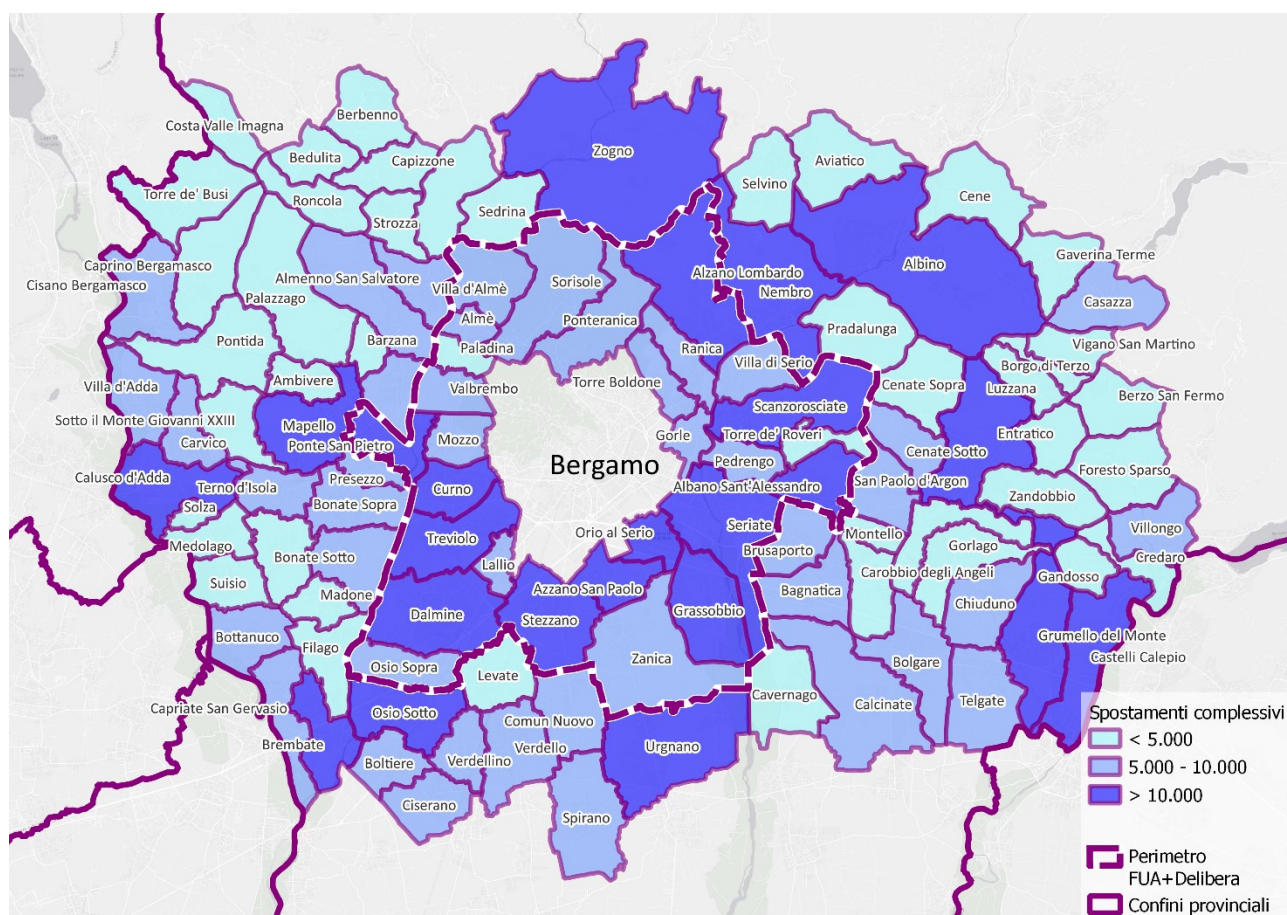 Berbenno
Costa Valle Imagna
Zogno
Bedulita
Capizzone
Aviatico
Selvino
Torre de' Busi
Cene
Roncola
Strozza
Sedrina
Gaverina Terme
Caprino Bergamasco
Albino
Almenno San Salvatore
Alzano Lombardo
Cisano Bergamasco
Villa d'Almè
Sorisole
Nembro
Palazzago
Casazza
Almè
Ponteranica
Pradalunga
Pontida
Barzana
Ranica
Vigano San Martino
Paladina
Villa di Serio
Borgo di Terzo
Ambivere
Torre Boldone
Cenate Sopra
Luzzana
Villa d'Adda
Valbrembo
Berzo San Fermo
Scanzorosciate
Sotto il Monte Giovanni XXIII
Mapello
Entratico
Carvico
Ponte San Pietro
Mozzo
Gorle
Torre de' Roveri
Cenate Sotto
Bergamo
Pedrengo
Foresto Sparso
Calusco d'Adda
Presezzo
Terno d'Isola
Curno
Albano Sant'Alessandro
San Paolo d'Argon
Zandobbio
Solza
Bonate Sopra
Orio al Serio
Seriate
Villongo
Medolago
Treviolo
Montello
Gorlago
Bonate Sotto
Brusaporto
Credaro
Lallio
Carobbio degli Angeli
Gandosso
Suisio
Azzano San Paolo
Bagnatica
Madone
Dalmine
Grassobbio
Chiuduno
Stezzano
Bottanuco
Filago
Grumello del Monte
Osio Sopra
Zanica
Castelli Calepio
Levate
Bolgare
Cavernago
Calcinate
Telgate
Capriate San Gervasio
Osio Sotto
Comun Nuovo
Brembate
Urgnano
Verdello
Boltiere
Verdellino
Ciserano
Spirano
Spostamenti complessivi
< 5.000
5.000 - 10.000
> 10.000
Perimetro
FUA+Delibera
Confini provinciali